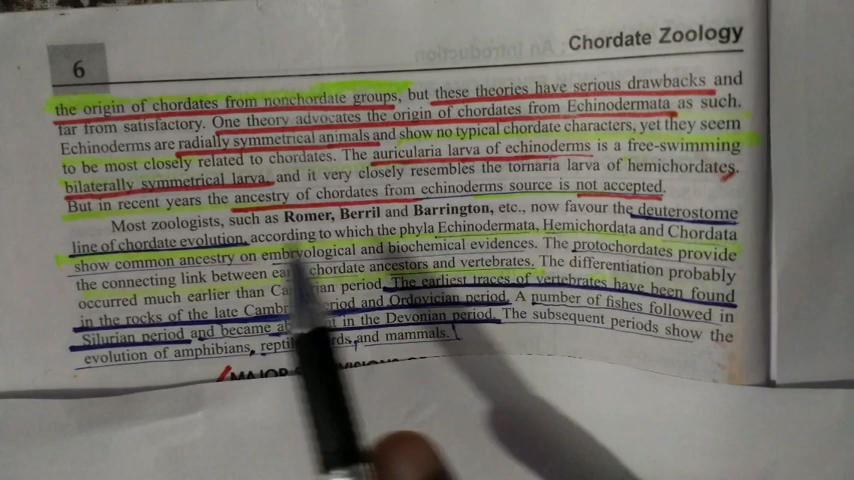 6
Chordate Zoology
the origin of chordates from nonchordate groups, but these theories have serious drawbacks and
far from satisfactory. One theory advocates the origin of chordates from Echinodermata as such.
Echinoderms are radially symmetrical animals and show no typical chordate characters, yet they seem
to be most closely related to chordates. The auricularia larva of echinoderms is a free-swimming
bilaterally symmetrical larva, and it very closely resembles the tornaria larva of hemichordates.
But in recent years the ancestry of chordates from echinoderms source is not accepted.
Most zoologists, such as Romer, Berril and Barrington, etc., now favour the deuterostome
line of chordate evolution, according to which the phyla Echinodermata, Hemichordata and Chordata
show common ancestry on embryological and biochemical evidences. The protochordates provide
the connecting link between chordate ancestors and vertebrates. The differentiation probably
occurred much earlier than period. The earliest traces of vertebrates have been found
in the rocks of the late period and Ordovician period. A number of fishes followed in
Silurian period and became in the Devonian period. The subsequent periods show the
evolution of amphibians, and mammals.
MAJOR